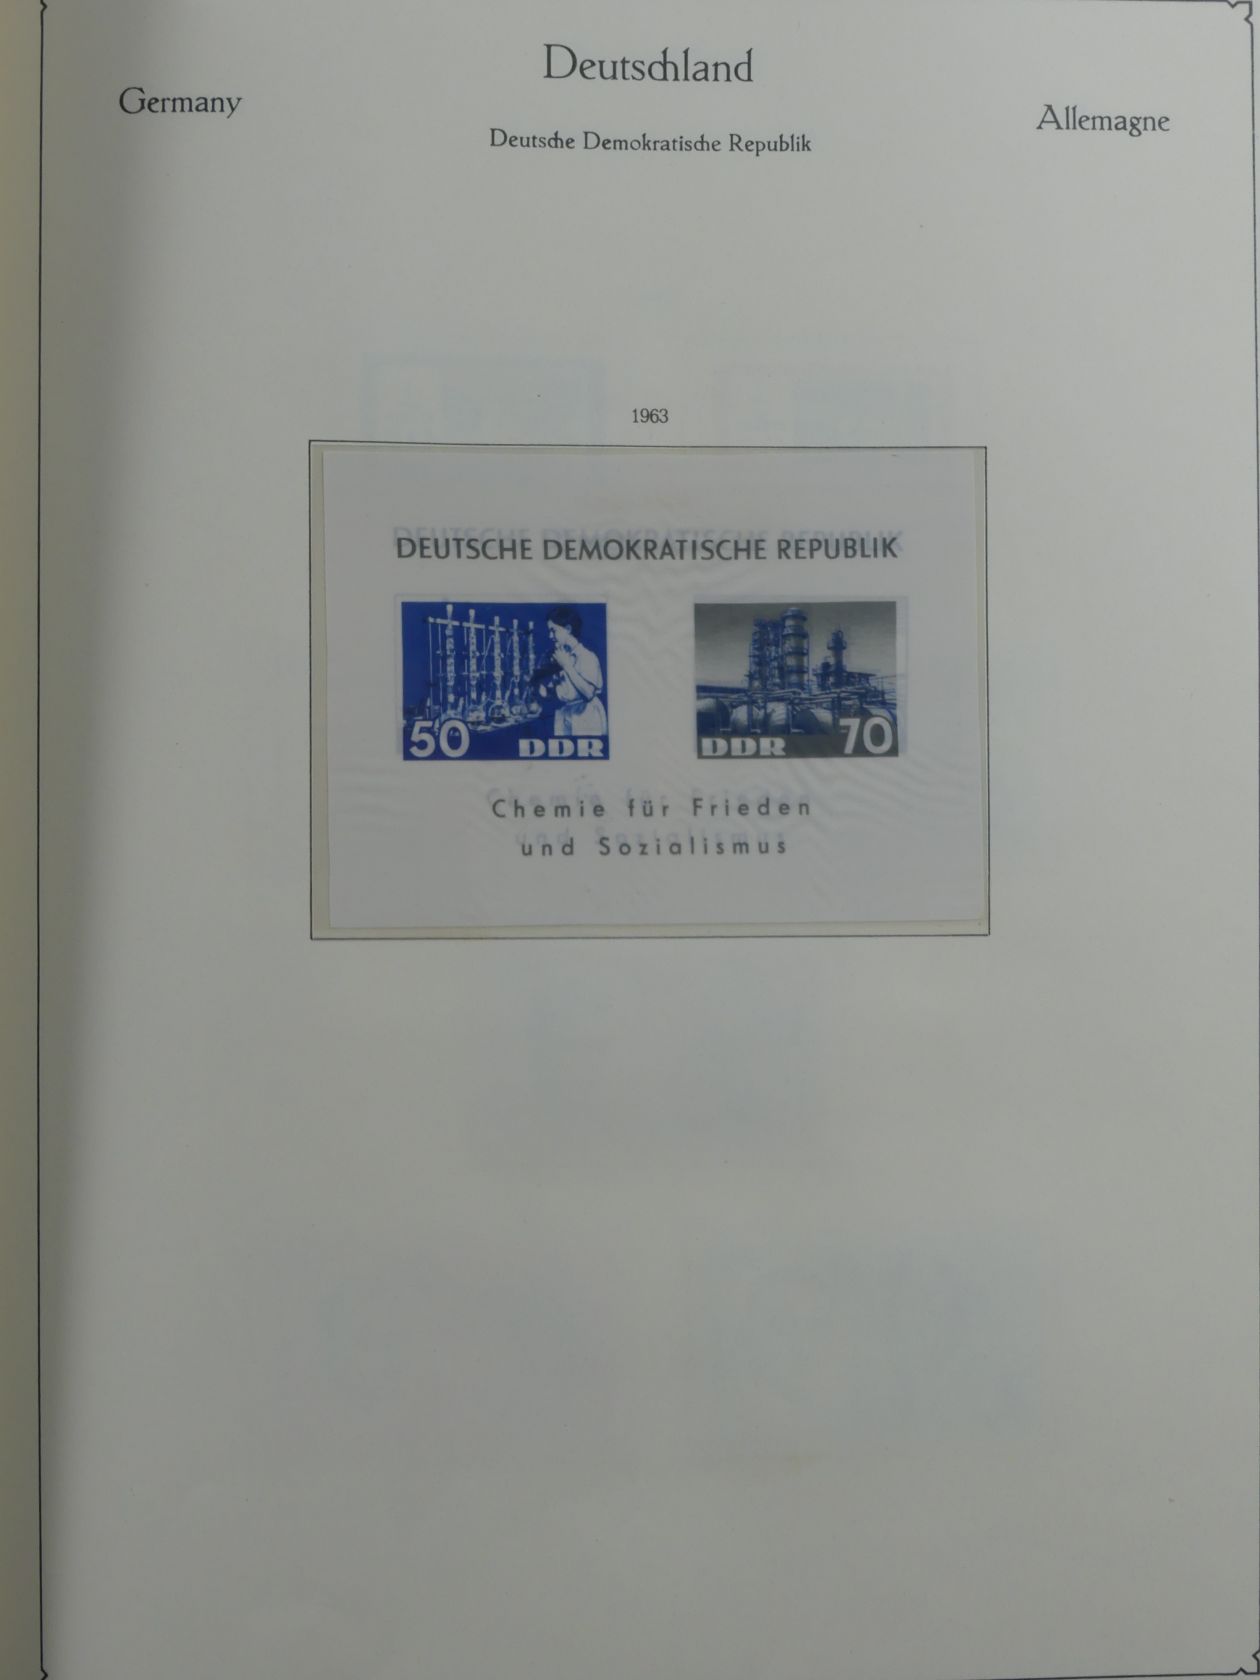 Deutschland
Germany
Allemagne
Deutsche Demokratische Republik
1963
DEUTSCHE DEMOKRATISCHE REPUBLIK
50 DDR
DDR 70
Chemie für Frieden
und Sozialismus